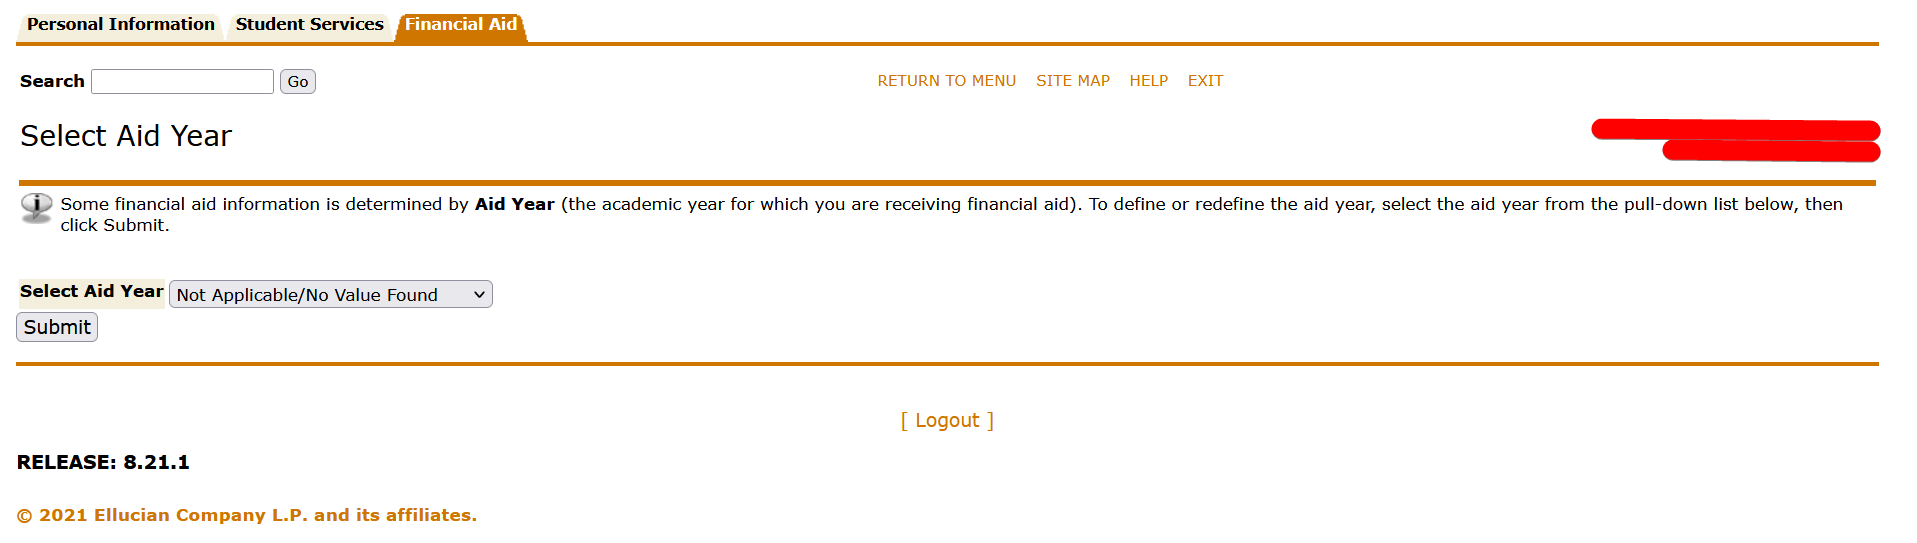 Personal Information Student Services Financial Aid
Search Go RETURN TO MENU SITE MAP HELP EXIT
Select Aid Year
Some financial aid information is determined by Aid Year (the academic year for which you are receiving financial aid). To define or redefine the aid year, select the aid year from the pull-down list below, then
click Submit.
Select Aid Year Not Applicable/No Value Found
Submit
[ Logout ]
RELEASE: 8.21.1
© 2021 Ellucian Company L.P. and its affiliates.